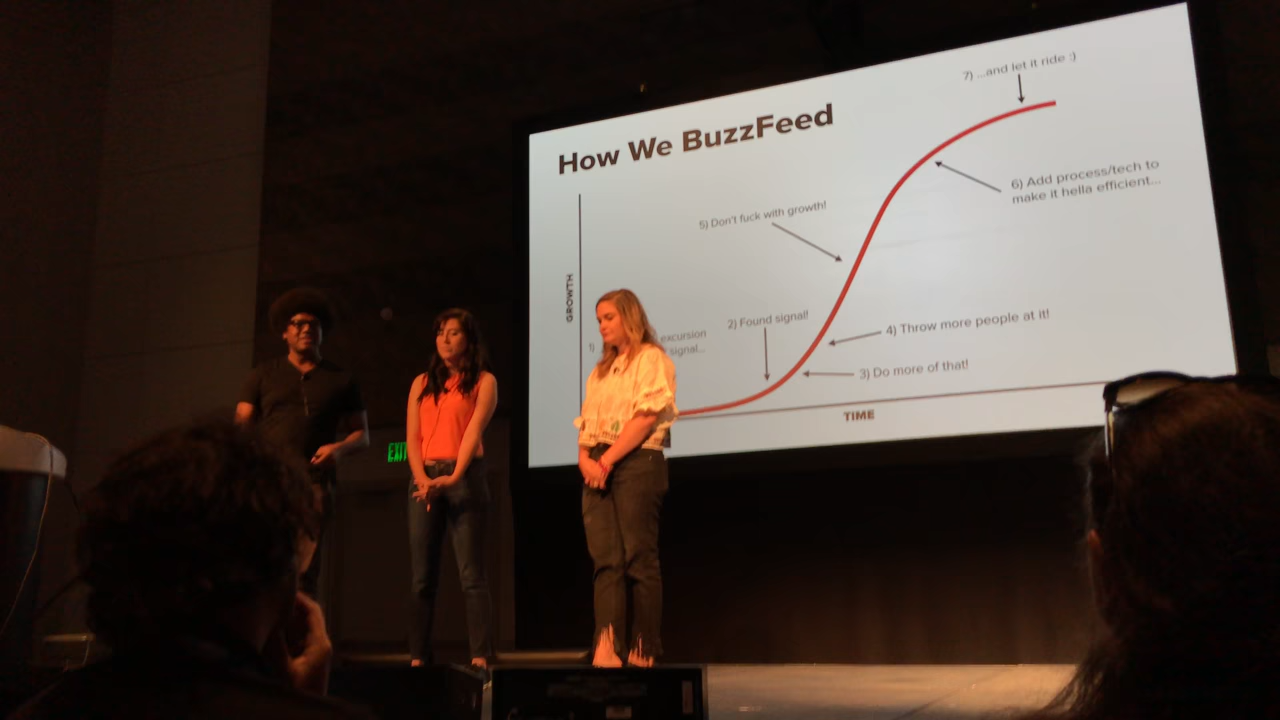 How We BuzzFeed
7) ...and let it ride :)
6) Add process/tech to
make it hella efficient...
5) Don't fuck with growth!
GROWTH
2) Found signal!
1)
excursion
signal...
4) Throw more people at it!
3) Do more of that!
TIME
EXIT